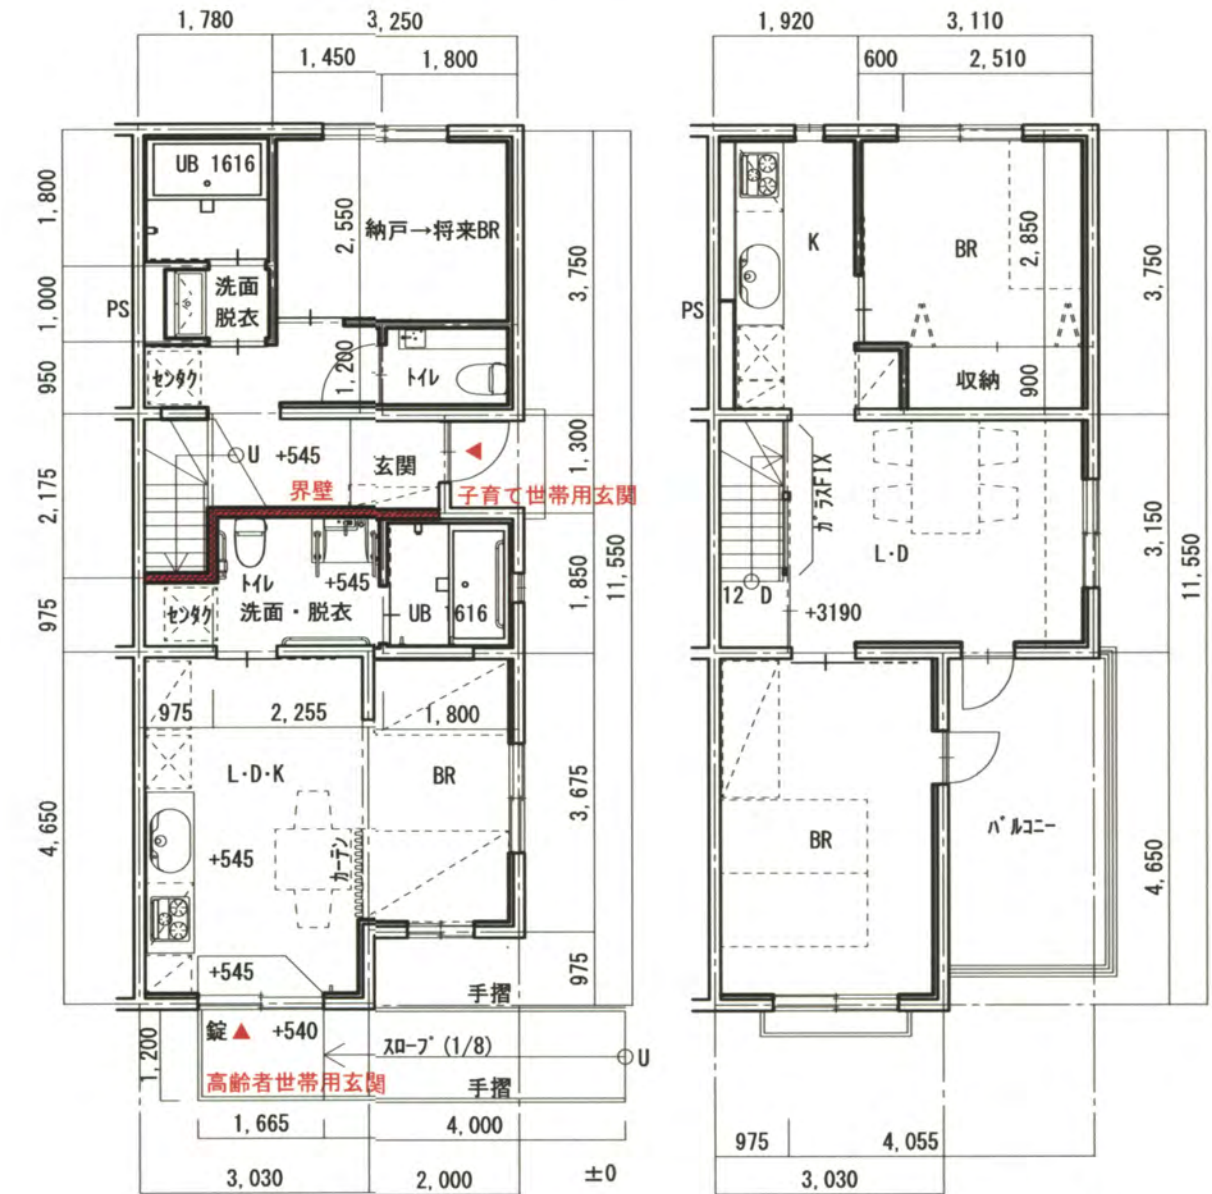 1,780
3,250
1,450
1,800
1,800
1,000
950
2,175
975
4,650
UB 1616
2,550
納戸→将来BR
3,750
PS
洗面
脱衣
センタク
1,200
トイレ
U
+545
玄関
1,300
界壁
子育て世帯用玄関
トイレ
+545
センタク
洗面・脱衣
UB 1616
1,850
11,550
975
2,255
1,800
L・D・K
BR
3,675
+545
カーテン
+545
975
手摺
錠
+540
スロープ (1/8)
U
1,200
高齢者世帯用玄関
手摺
1,665
4,000
3,030
2,000
±0
1,920
3,110
600
2,510
K
BR
2,850
3,750
PS
収納
900
ガラスFIX
L・D
3,150
11,550
12
D
+3190
BR
バルコニー
4,650
975
4,055
3,030